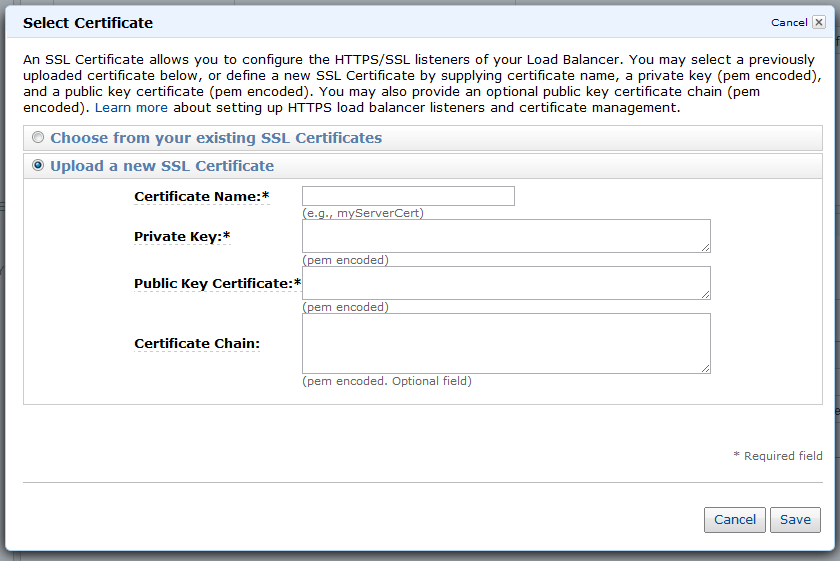 Select Certificate
Cancel
An SSL Certificate allows you to configure the HTTPS/SSL listeners of your Load Balancer. You may select a previously
uploaded certificate below, or define a new SSL Certificate by supplying certificate name, a private key (pem encoded),
and a public key certificate (pem encoded). You may also provide an optional public key certificate chain (pem
encoded). Learn more about setting up HTTPS load balancer listeners and certificate management.
Choose from your existing SSL Certificates
Upload a new SSL Certificate
Certificate Name:*
(e.g., myServerCert)
Private Key:*
(pem encoded)
Public Key Certificate:*
(pem encoded)
Certificate Chain:
(pem encoded. Optional field)
* Required field
Cancel
Save